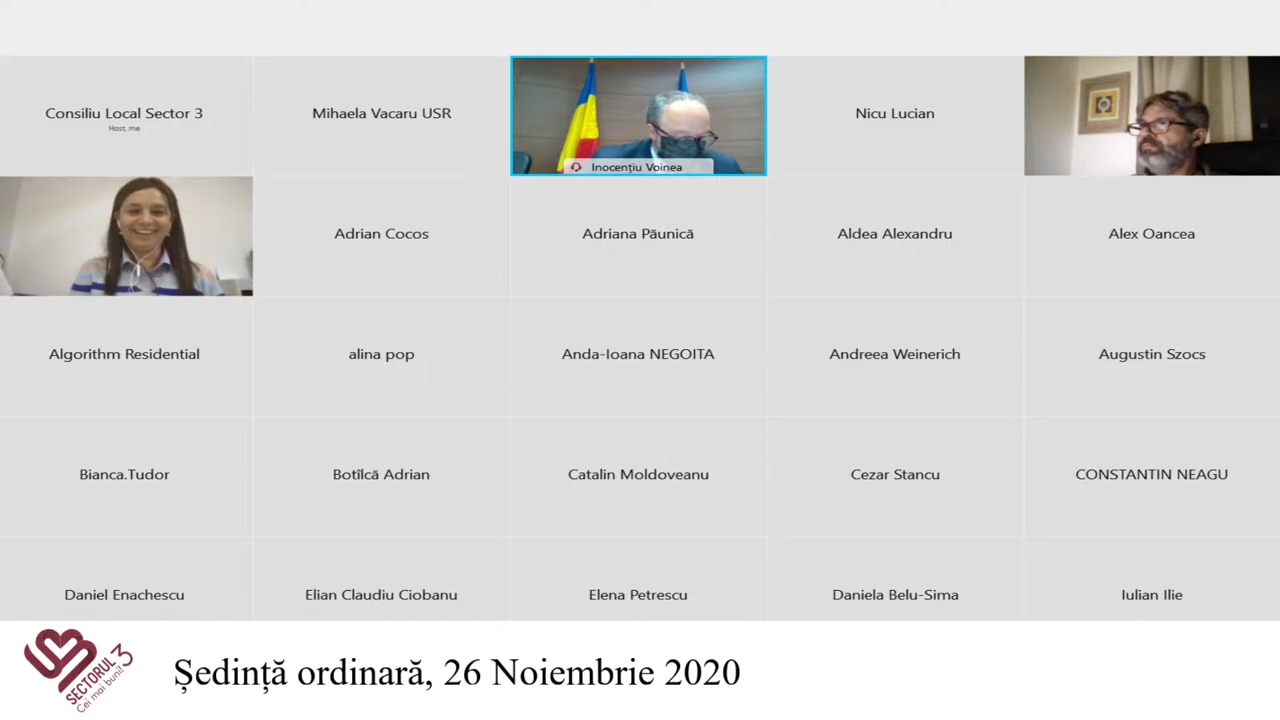 Consiliu Local Sector 3
Host, me
Mihaela Vacaru USR
Inocențiu Voinea
Nicu Lucian
Adrian Cocos
Adriana Păunică
Aldea Alexandru
Alex Oancea
Algorithm Residential
alina pop
Anda-Ioana NEGOITA
Andreea Weinerich
Augustin Szocs
Bianca.Tudor
Botîlcă Adrian
Catalin Moldoveanu
Cezar Stancu
CONSTANTIN NEAGU
Daniel Enachescu
Elian Claudiu Ciobanu
Elena Petrescu
Daniela Belu-Sima
Iulian Ilie
SECTORUL 3
Cei mai buni!
Ședință ordinară, 26 Noiembrie 2020